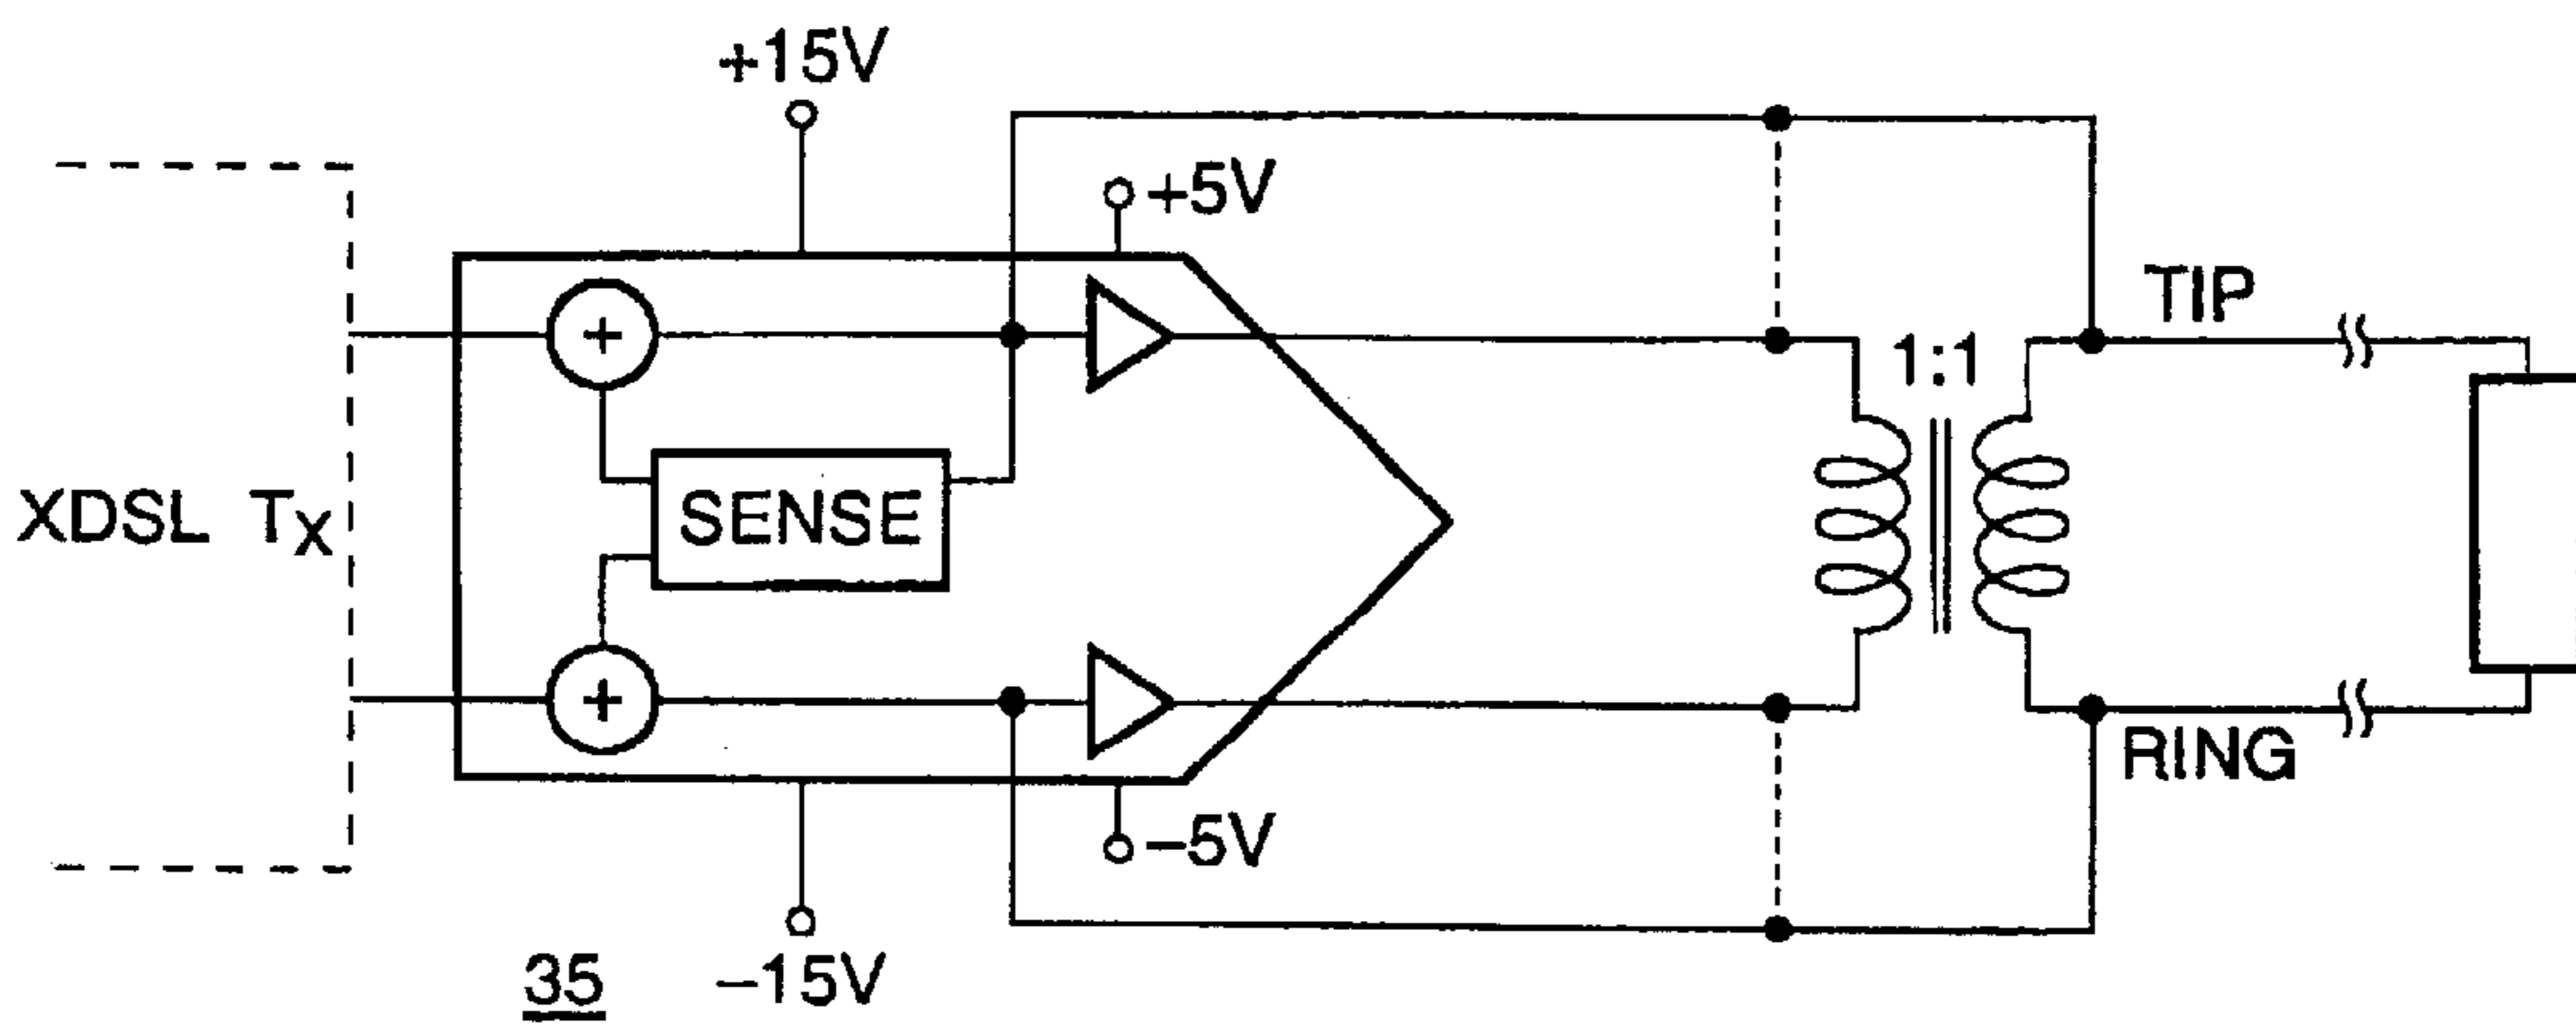 +15V
+5V
TIP
1:1
+
XDSL TX
SENSE
+
RING
−5V
−15V
35